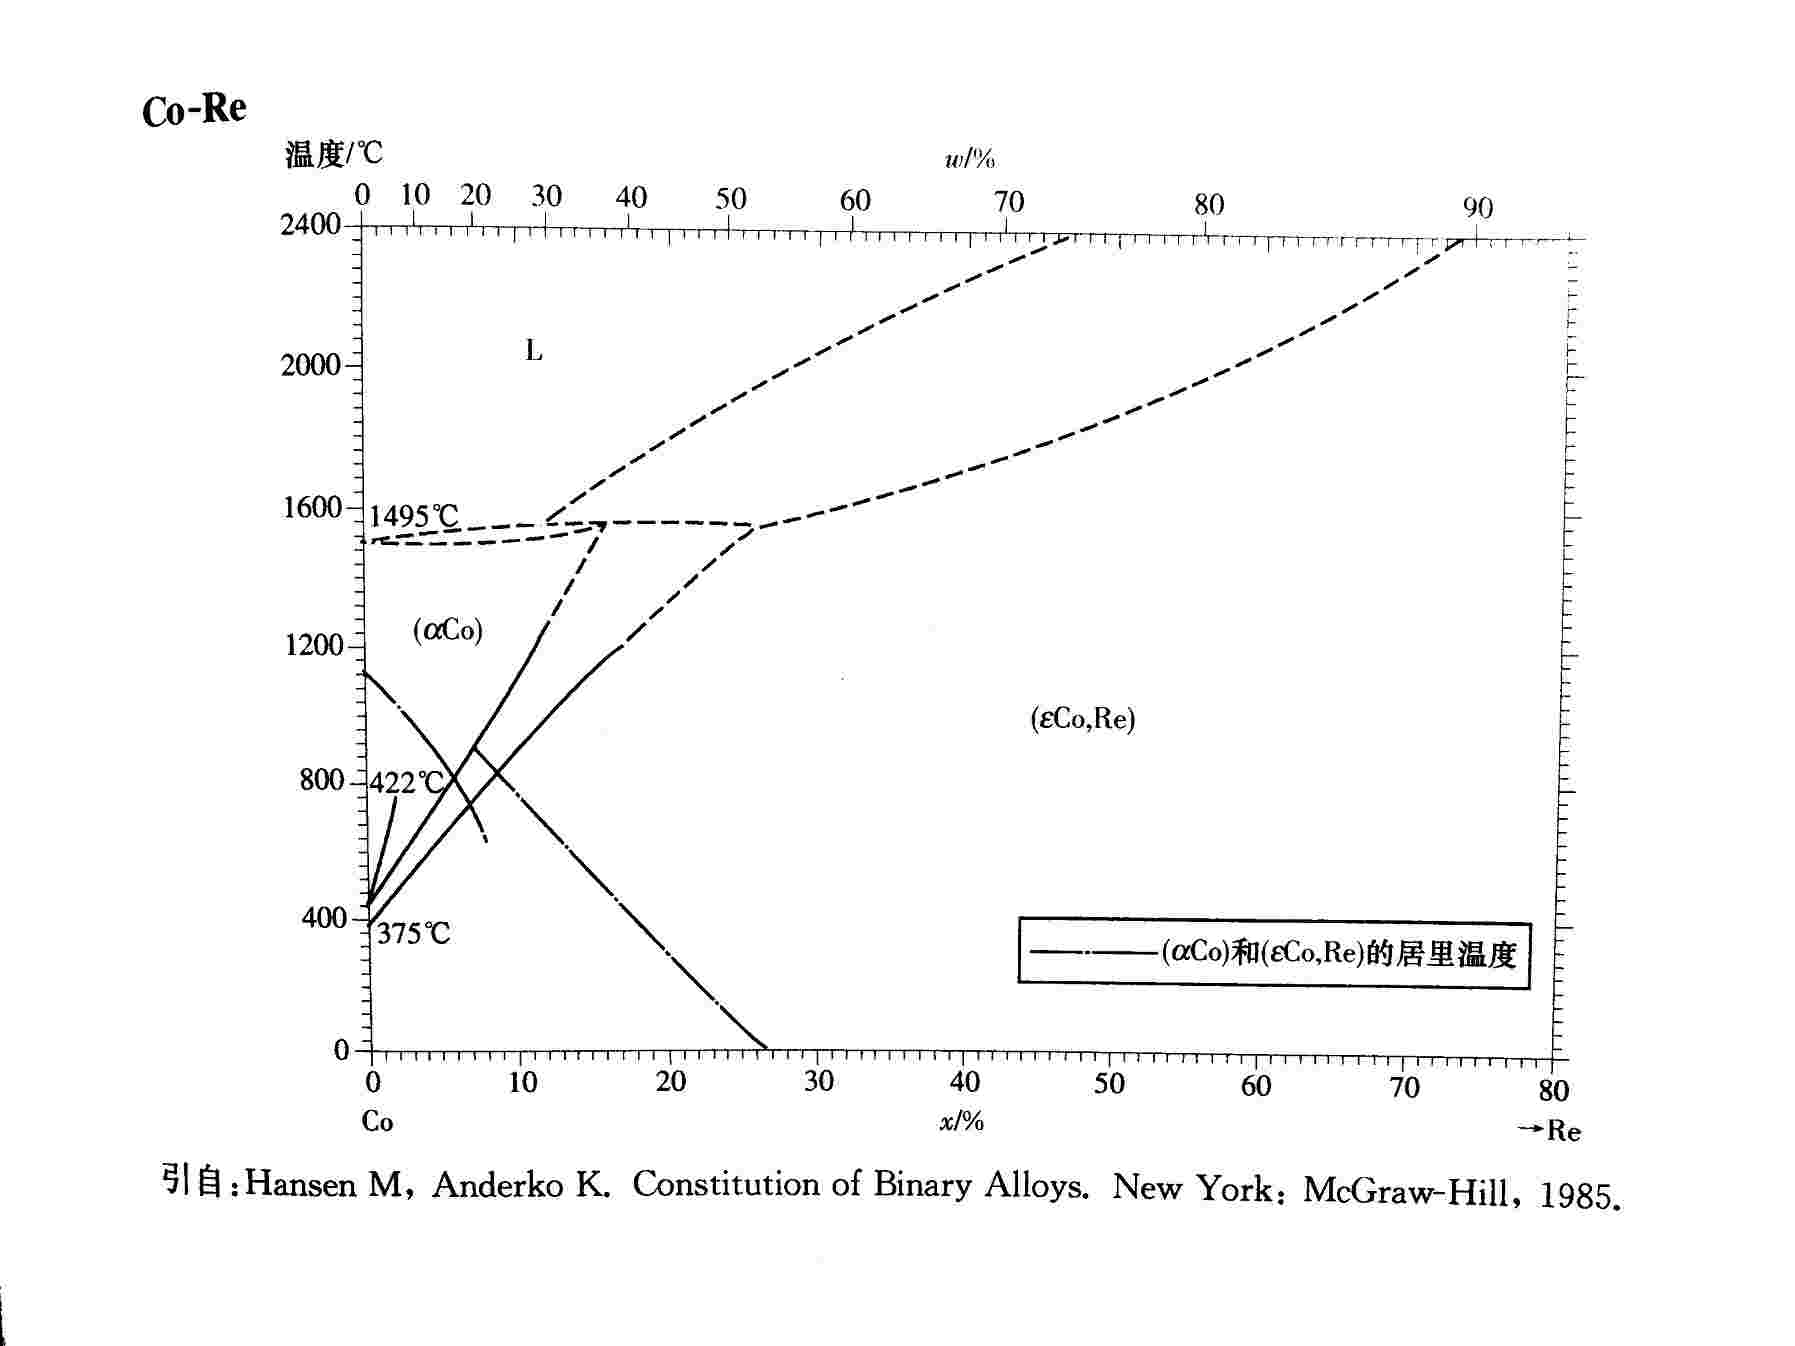 Co-Re
温度/℃
w/%
0 10 20 30 40 50 60 70 80 90
2400
L
2000
1600
1495℃
(αCo)
1200
(εCo,Re)
800
422℃
400
375℃
(αCo)和(εCo,Re)的居里温度
0
0 10 20 30 40 50 60 70 80
Co
x/%
→Re
引自:Hansen M, Anderko K. Constitution of Binary Alloys. New York: McGraw-Hill, 1985.